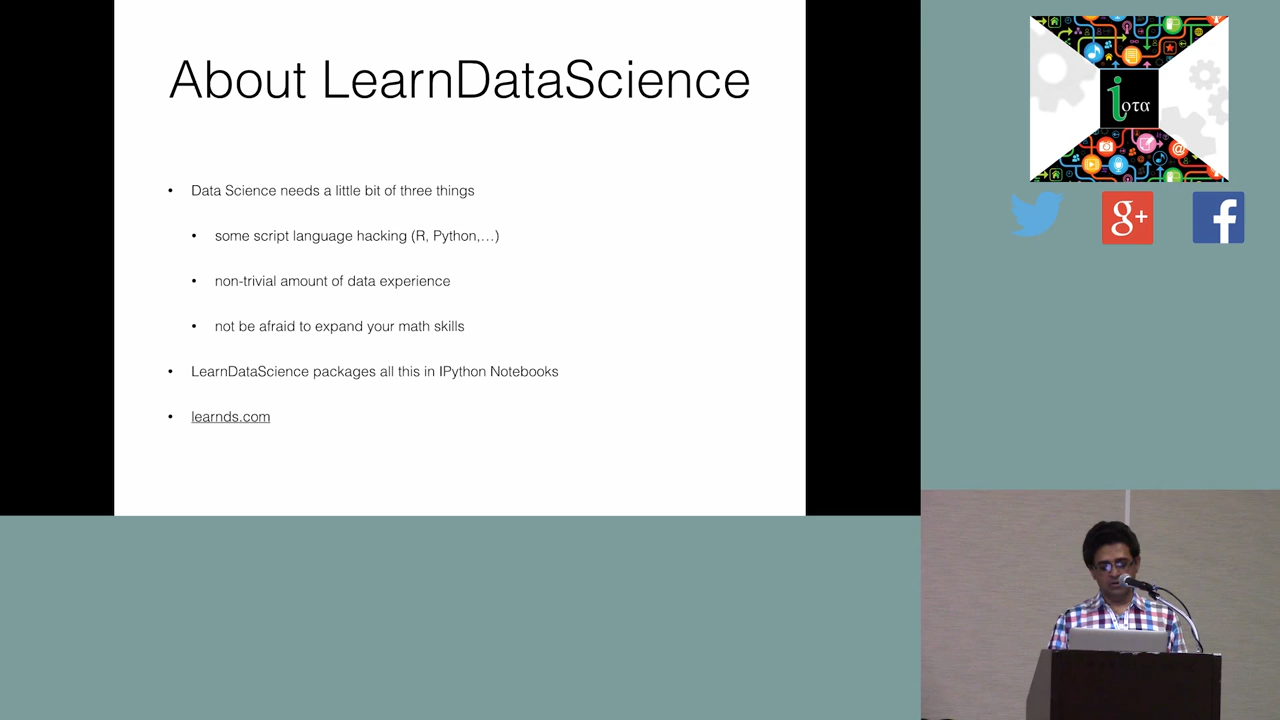 About LearnDataScience
• Data Science needs a little bit of three things
• some script language hacking (R, Python,…)
• non-trivial amount of data experience
• not be afraid to expand your math skills
• LearnDataScience packages all this in IPython Notebooks
• learnds.com
iοτα
g+
f